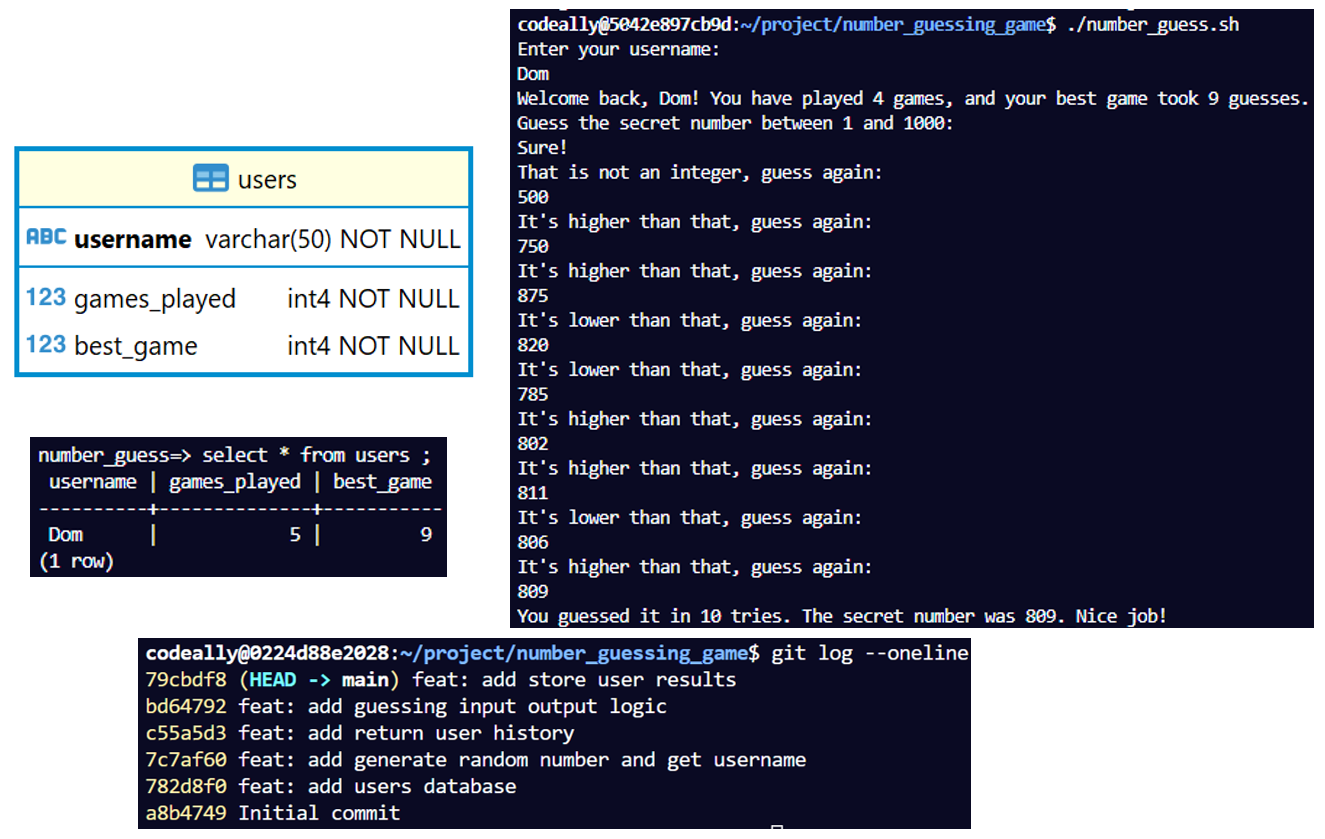 users
ABC username varchar(50) NOT NULL
123 games_played int4 NOT NULL
123 best_game int4 NOT NULL
number_guess=> select * from users ;
 username | games_played | best_game
----------+--------------+-----------
 Dom      |            5 |         9
(1 row)
codeally@5042e897cb9d:~/project/number_guessing_game$ ./number_guess.sh
Enter your username:
Dom
Welcome back, Dom! You have played 4 games, and your best game took 9 guesses.
Guess the secret number between 1 and 1000:
Sure!
That is not an integer, guess again:
500
It's higher than that, guess again:
750
It's higher than that, guess again:
875
It's lower than that, guess again:
820
It's lower than that, guess again:
785
It's higher than that, guess again:
802
It's higher than that, guess again:
811
It's lower than that, guess again:
806
It's higher than that, guess again:
809
You guessed it in 10 tries. The secret number was 809. Nice job!
codeally@0224d88e2028:~/project/number_guessing_game$ git log --oneline
79cbdf8 (HEAD -> main) feat: add store user results
bd64792 feat: add guessing input output logic
c55a5d3 feat: add return user history
7c7af60 feat: add generate random number and get username
782d8f0 feat: add users database
a8b4749 Initial commit